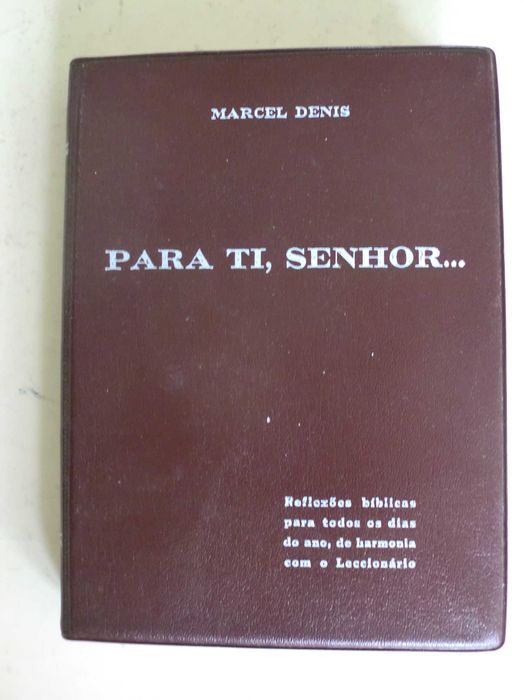 MARCEL DENIS
PARA TI, SENHOR...
Reflexões bíblicas
para todos os dias
do ano, de harmonia
com o Leccionário